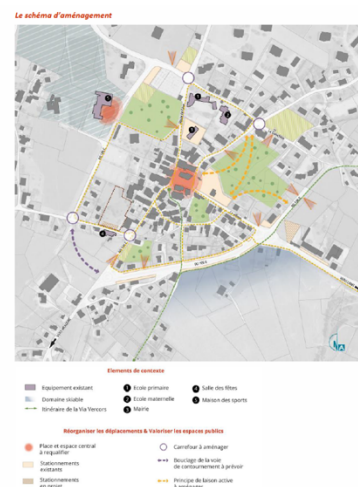 Le schéma d'aménagement
Elements de contexte
Equipement existant
1 Ecole primaire
4 Salle des fêtes
Domaine skiable
2 Ecole maternelle
5 Maison des sports
Itinéraire de la Via Vercors
3 Mairie
Réorganiser les déplacements & Valoriser les espaces publics
Place et espace central
à requalifier
Carrefour à aménager
Stationnements
existants
Bouclage de la voie
de contournement à prévoir
Stationnements
en projet
Principe de liaison active
à aménager